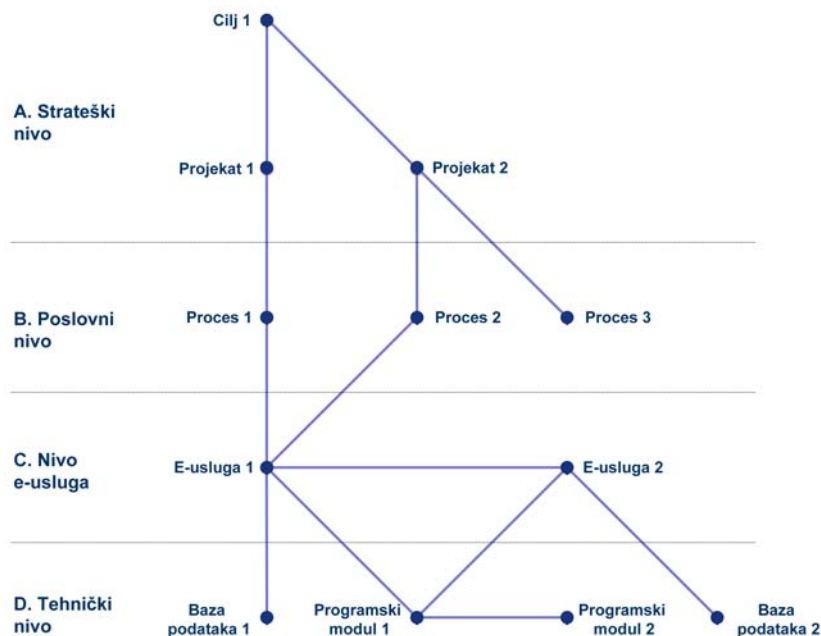 Cilj 1
A. Strateški
nivo
Projekat 1
Projekat 2
B. Poslovni
nivo
Proces 1
Proces 2
Proces 3
C. Nivo
e-usluga
E-usluga 1
E-usluga 2
D. Tehnički
nivo
Baza
podataka 1
Programski
modul 1
Programski
modul 2
Baza
podataka 2